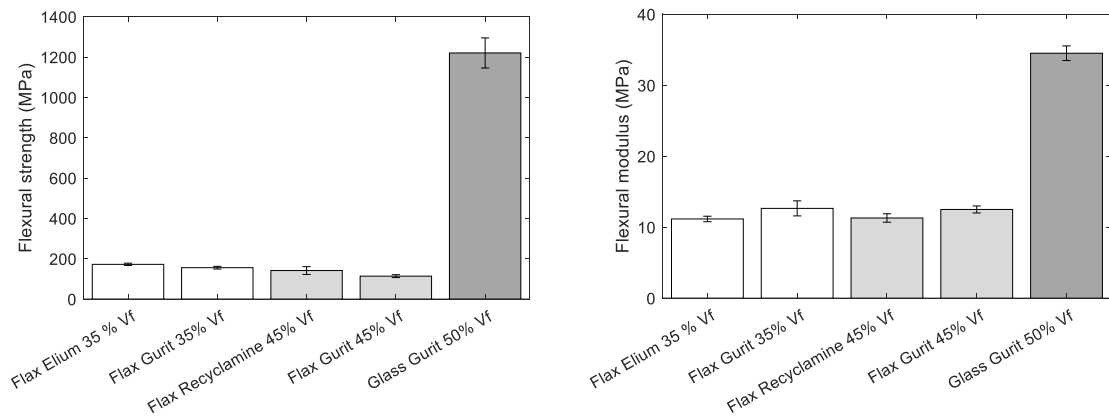 Flexural strength (MPa)
1400
1200
1000
800
600
400
200
0
Flax Elium 35 % Vf
Flax Gurit 35% Vf
Flax Recyclamine 45% Vf
Flax Gurit 45% Vf
Glass Gurit 50% Vf
Flexural modulus (MPa)
40
30
20
10
0
Flax Elium 35 % Vf
Flax Gurit 35% Vf
Flax Recyclamine 45% Vf
Flax Gurit 45% Vf
Glass Gurit 50% Vf